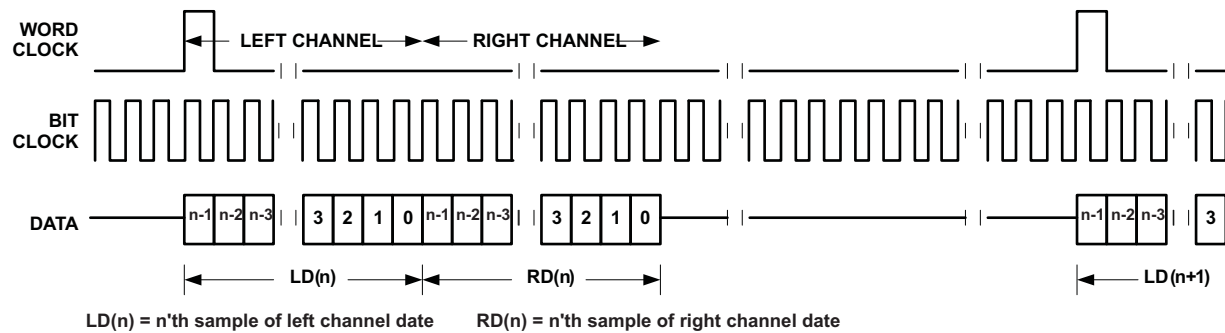 WORD CLOCK
LEFT CHANNEL RIGHT CHANNEL
BIT CLOCK
DATA
n-1 n-2 n-3 3 2 1 0 n-1 n-2 n-3 3 2 1 0 n-1 n-2 n-3 3
LD(n) RD(n) LD(n+1)
LD(n) = n'th sample of left channel date RD(n) = n'th sample of right channel date